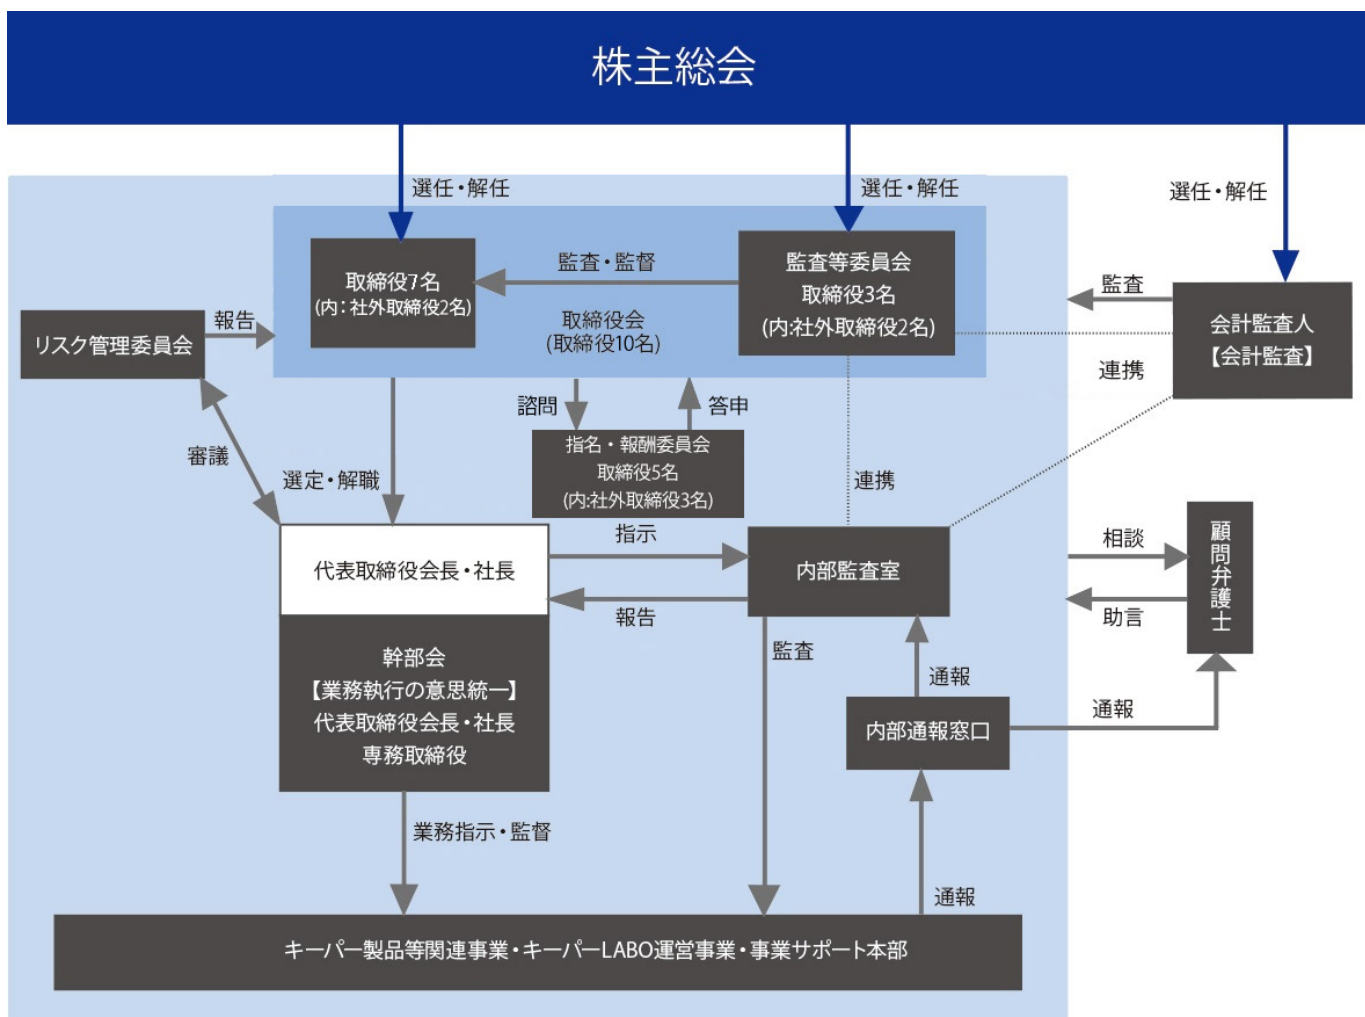 株主総会
選任・解任
選任・解任
選任・解任
取締役7名
(内:社外取締役2名)
監査・監督
監査等委員会
取締役3名
(内:社外取締役2名)
取締役会
(取締役10名)
監査
会計監査人
【会計監査】
リスク管理委員会
報告
連携
諮問
答申
指名・報酬委員会
取締役5名
(内:社外取締役3名)
審議
選定・解職
連携
代表取締役会長・社長
指示
報告
内部監査室
相談
助言
顧問弁護士
幹部会
【業務執行の意思統一】
代表取締役会長・社長
専務取締役
監査
通報
内部通報窓口
通報
業務指示・監督
通報
キーパー製品等関連事業・キーパーLABO運営事業・事業サポート本部